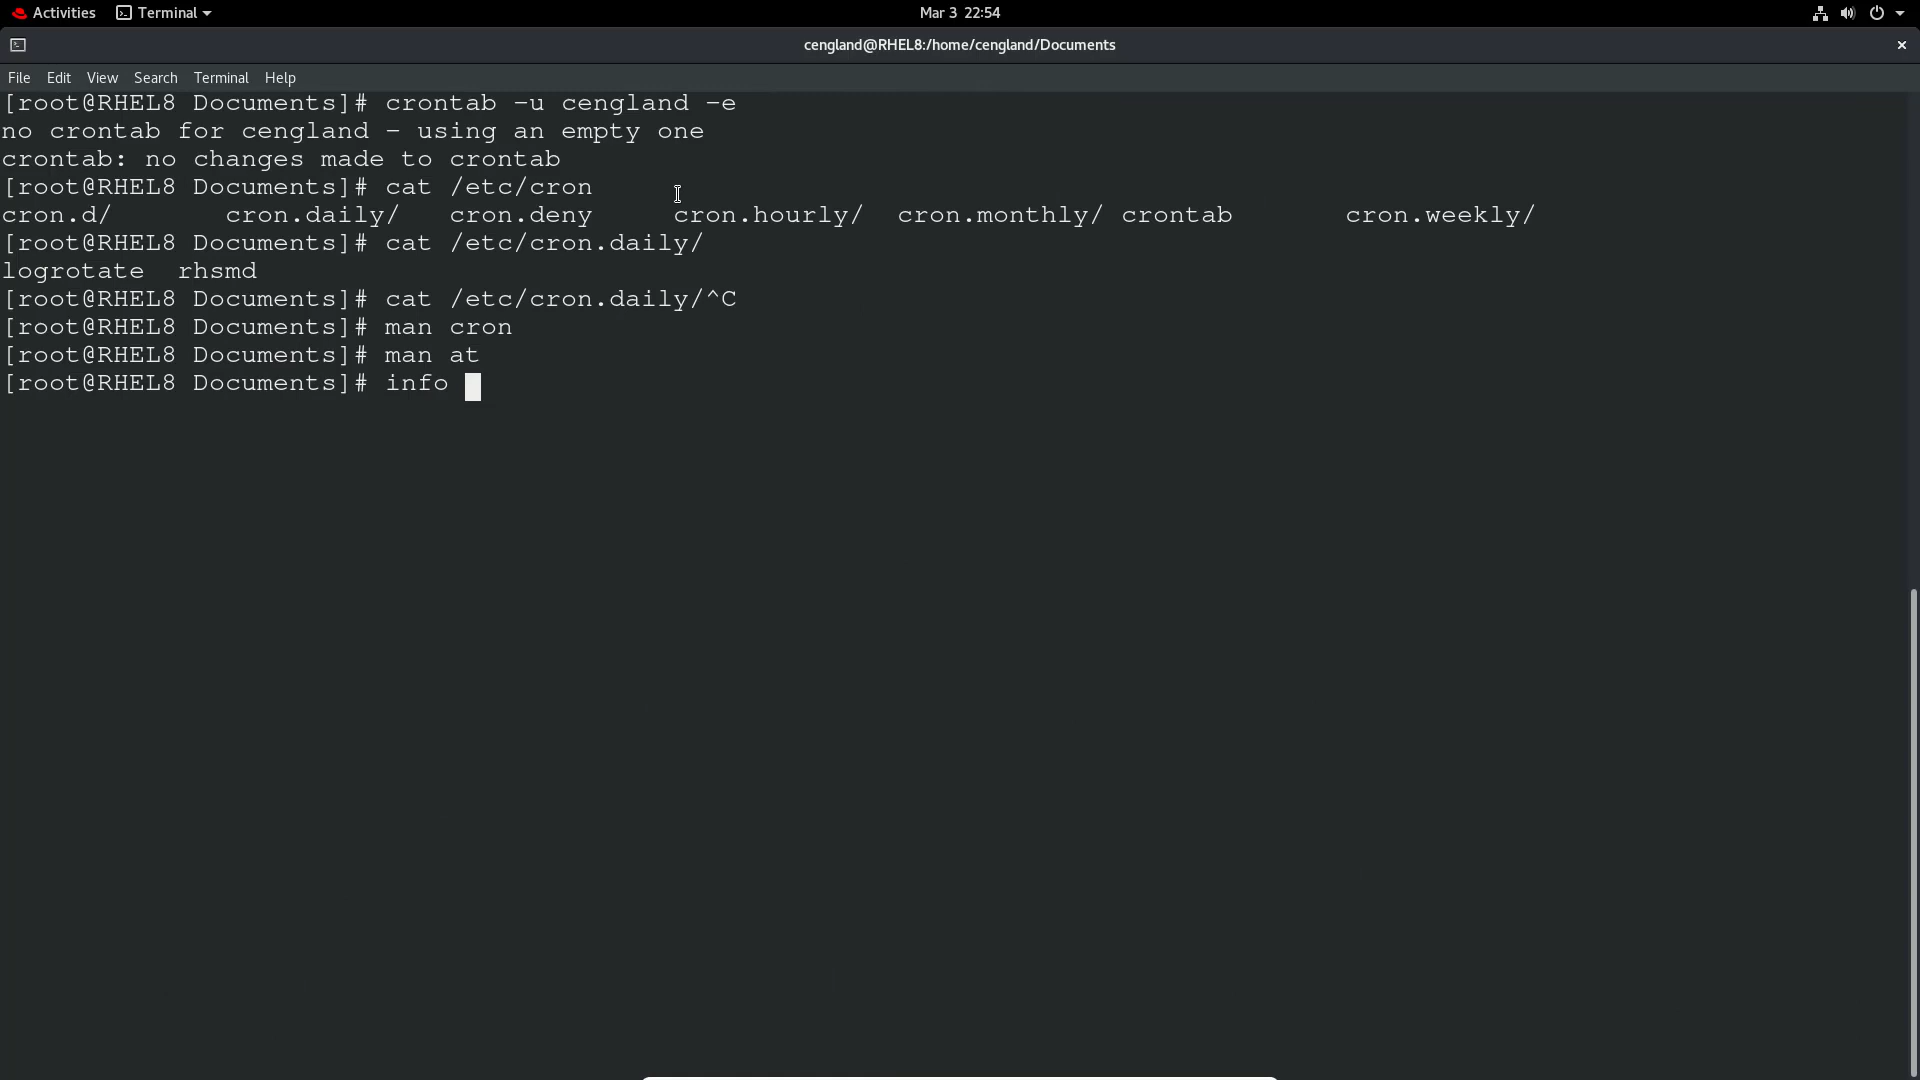 Activities Terminal Mar 3 22:54
cengland@RHEL8:/home/cengland/Documents ×
File Edit View Search Terminal Help
[root@RHEL8 Documents]# crontab -u cengland -e
no crontab for cengland - using an empty one
crontab: no changes made to crontab
[root@RHEL8 Documents]# cat /etc/cron
cron.d/ cron.daily/ cron.deny cron.hourly/ cron.monthly/ crontab cron.weekly/
[root@RHEL8 Documents]# cat /etc/cron.daily/
logrotate rhsmd
[root@RHEL8 Documents]# cat /etc/cron.daily/^C
[root@RHEL8 Documents]# man cron
[root@RHEL8 Documents]# man at
[root@RHEL8 Documents]# info